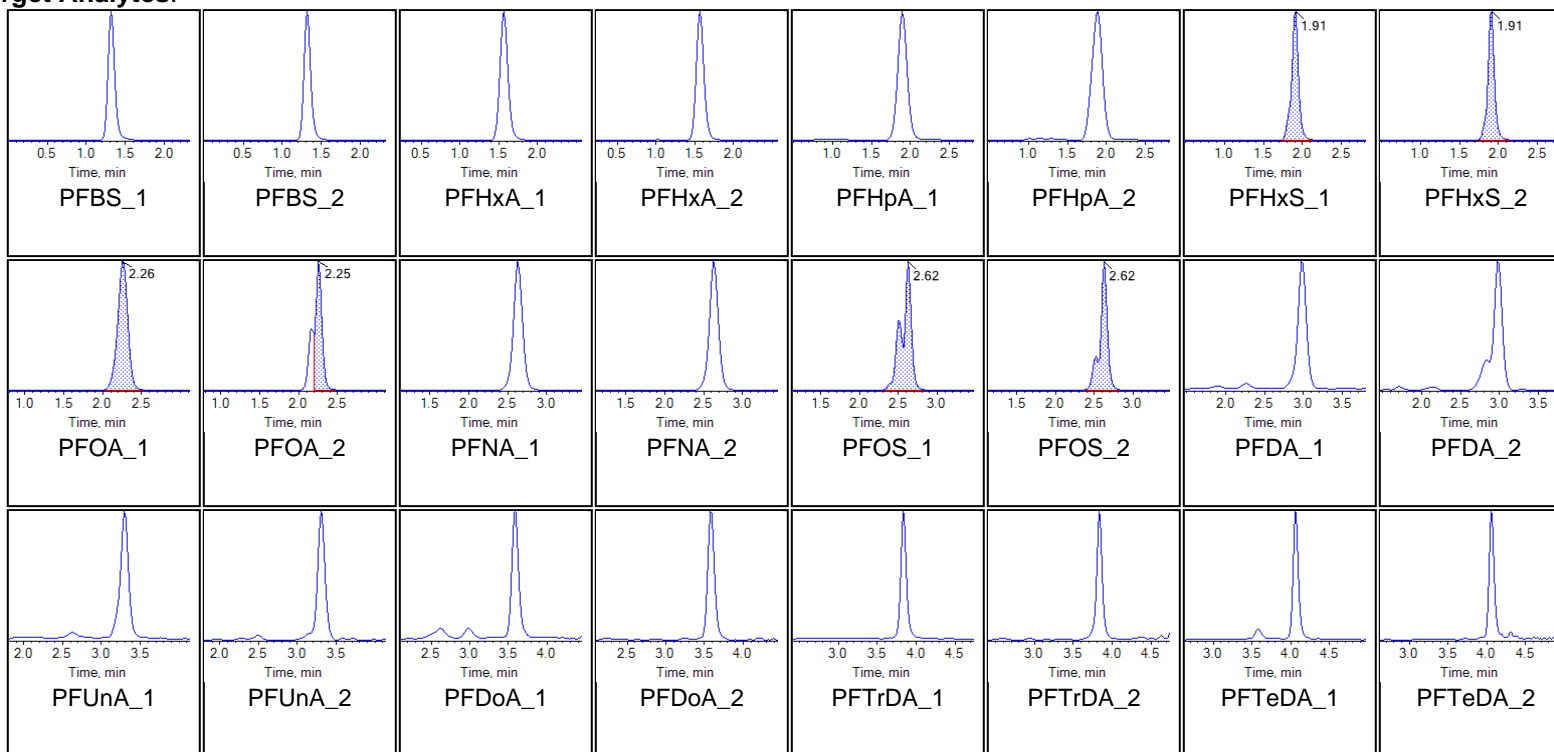 rget Analytes:
1.91 1.91
0.5 1.0 1.5 2.0 0.5 1.0 1.5 2.0 0.5 1.0 1.5 2.0 0.5 1.0 1.5 2.0 1.0 1.5 2.0 2.5 1.0 1.5 2.0 2.5 1.0 1.5 2.0 2.5 1.0 1.5 2.0 2.5
Time, min Time, min Time, min Time, min Time, min Time, min Time, min Time, min
PFBS_1 PFBS_2 PFHxA_1 PFHxA_2 PFHpA_1 PFHpA_2 PFHxS_1 PFHxS_2
2.26 2.25 2.62 2.62
1.0 1.5 2.0 2.5 1.0 1.5 2.0 2.5 1.5 2.0 2.5 3.0 1.5 2.0 2.5 3.0 1.5 2.0 2.5 3.0 1.5 2.0 2.5 3.0 2.0 2.5 3.0 3.5 2.0 2.5 3.0 3.5
Time, min Time, min Time, min Time, min Time, min Time, min Time, min Time, min
PFOA_1 PFOA_2 PFNA_1 PFNA_2 PFOS_1 PFOS_2 PFDA_1 PFDA_2
2.0 2.5 3.0 3.5 2.0 2.5 3.0 3.5 2.5 3.0 3.5 4.0 2.5 3.0 3.5 4.0 3.0 3.5 4.0 4.5 3.0 3.5 4.0 4.5 3.0 3.5 4.0 4.5 3.0 3.5 4.0 4.5
Time, min Time, min Time, min Time, min Time, min Time, min Time, min Time, min
PFUnA_1 PFUnA_2 PFDoA_1 PFDoA_2 PFTrDA_1 PFTrDA_2 PFTeDA_1 PFTeDA_2